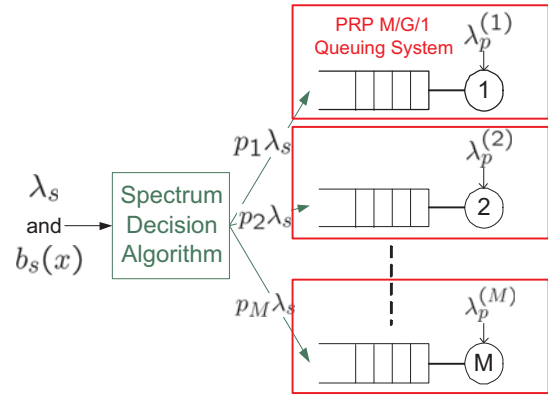 PRP M/G/1
Queuing System
λ_p^{(1)}
1
p_1λ_s
λ_p^{(2)}
2
λ_s
and
b_s(x)
Spectrum
Decision
Algorithm
p_2λ_s
p_Mλ_s
λ_p^{(M)}
M